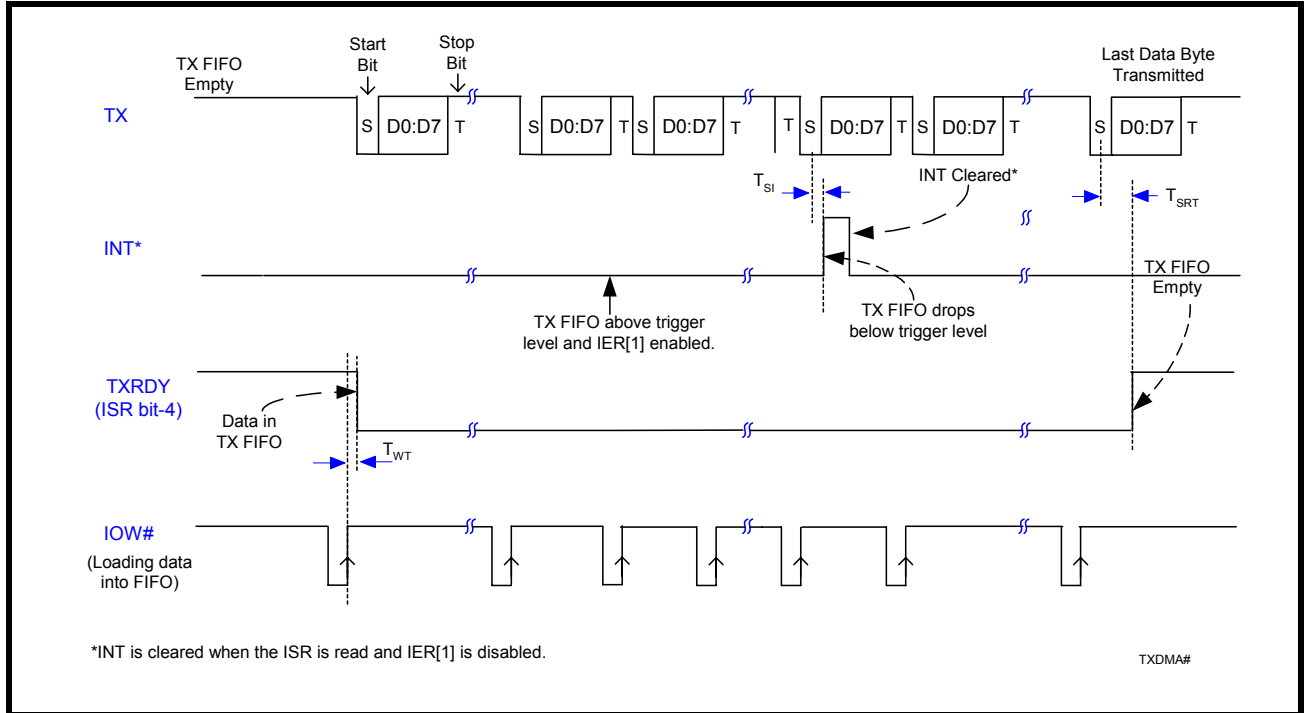 Start
Bit
Stop
Bit
TX FIFO
Empty
Last Data Byte
Transmitted
TX
S D0:D7 T
S D0:D7 T S D0:D7 T
T S D0:D7 T S D0:D7 T
S D0:D7 T
TSI
INT Cleared*
TSRT
INT*
TX FIFO above trigger
level and IER[1] enabled.
TX FIFO drops
below trigger level
TX FIFO
Empty
TXRDY
(ISR bit-4)
Data in
TX FIFO
TWT
IOW#
(Loading data
into FIFO)
*INT is cleared when the ISR is read and IER[1] is disabled.
TXDMA#